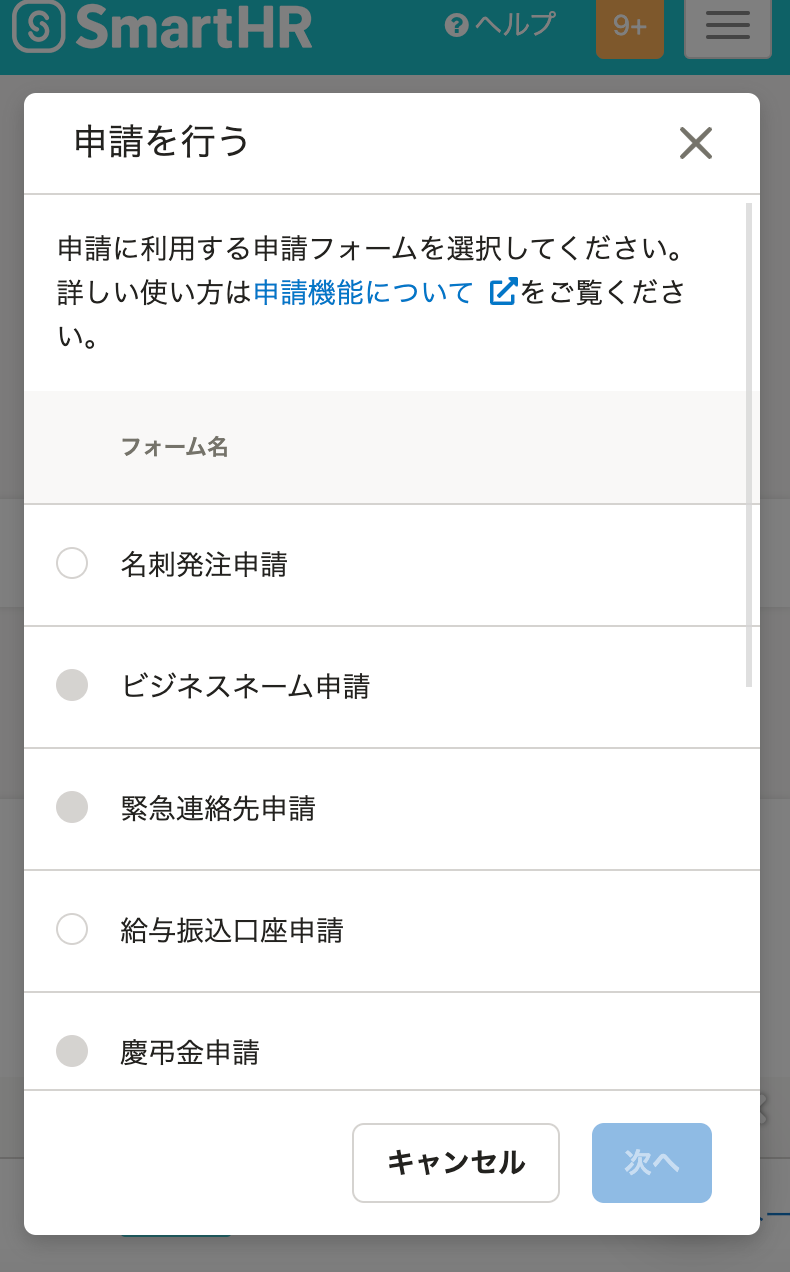 SmartHR
ヘルプ
9+
申請を行う
申請に利用する申請フォームを選択してください。
詳しい使い方は申請機能について をご覧くださ
い。
フォーム名
名刺発注申請
ビジネスネーム申請
緊急連絡先申請
給与振込口座申請
慶弔金申請
キャンセル
次へ